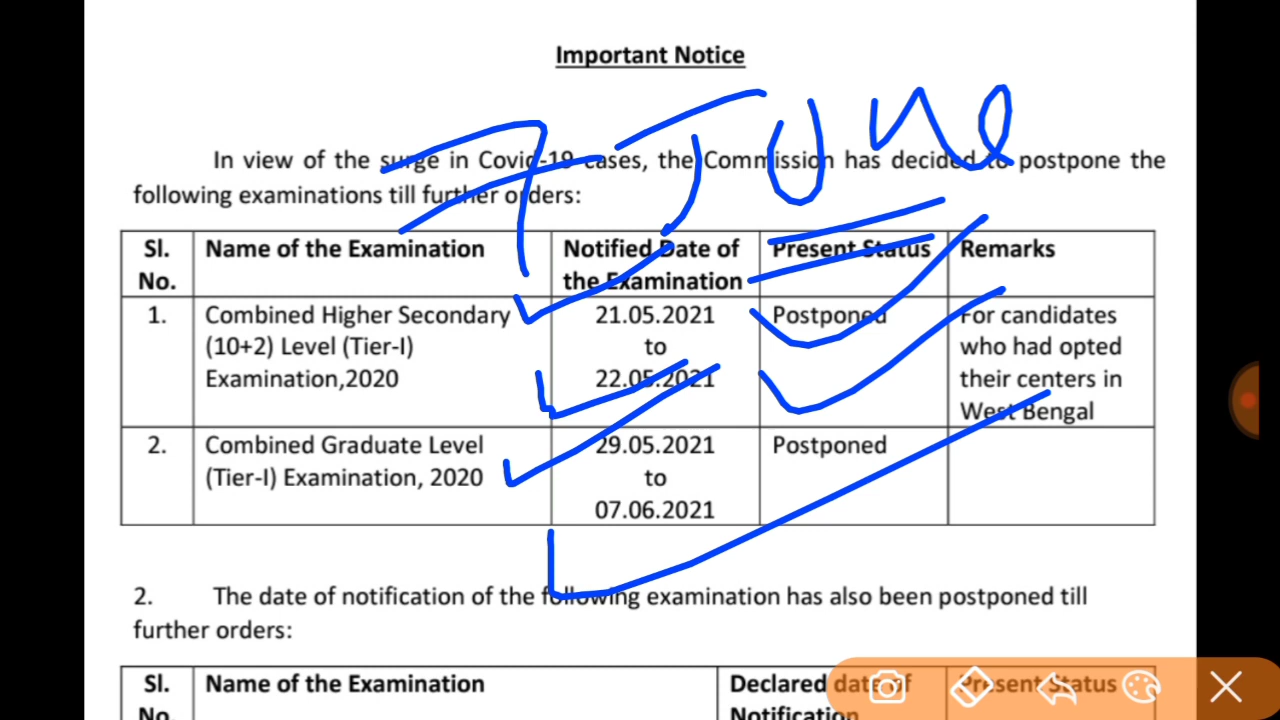 Important Notice
7 June
In view of the surge in Covid-19 cases, the Commission has decided to postpone the
following examinations till further orders:
Sl. No. Name of the Examination Notified Date of the Examination Present Status Remarks
1. Combined Higher Secondary (10+2) Level (Tier-I) Examination,2020 21.05.2021 to 22.05.2021 Postponed For candidates who had opted their centers in West Bengal
2. Combined Graduate Level (Tier-I) Examination, 2020 29.05.2021 to 07.06.2021 Postponed
2. The date of notification of the following examination has also been postponed till
further orders:
Sl. No. Name of the Examination Declared date of Notification Present Status